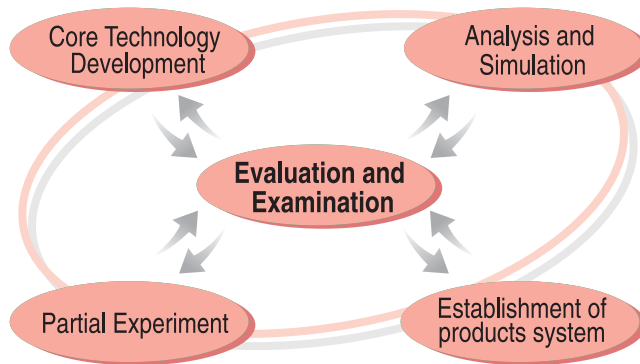 Core Technology
Development
Analysis and
Simulation
Evaluation and
Examination
Partial Experiment
Establishment of
products system